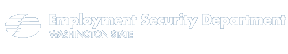 Employment Security Department
WASHINGTON STATE